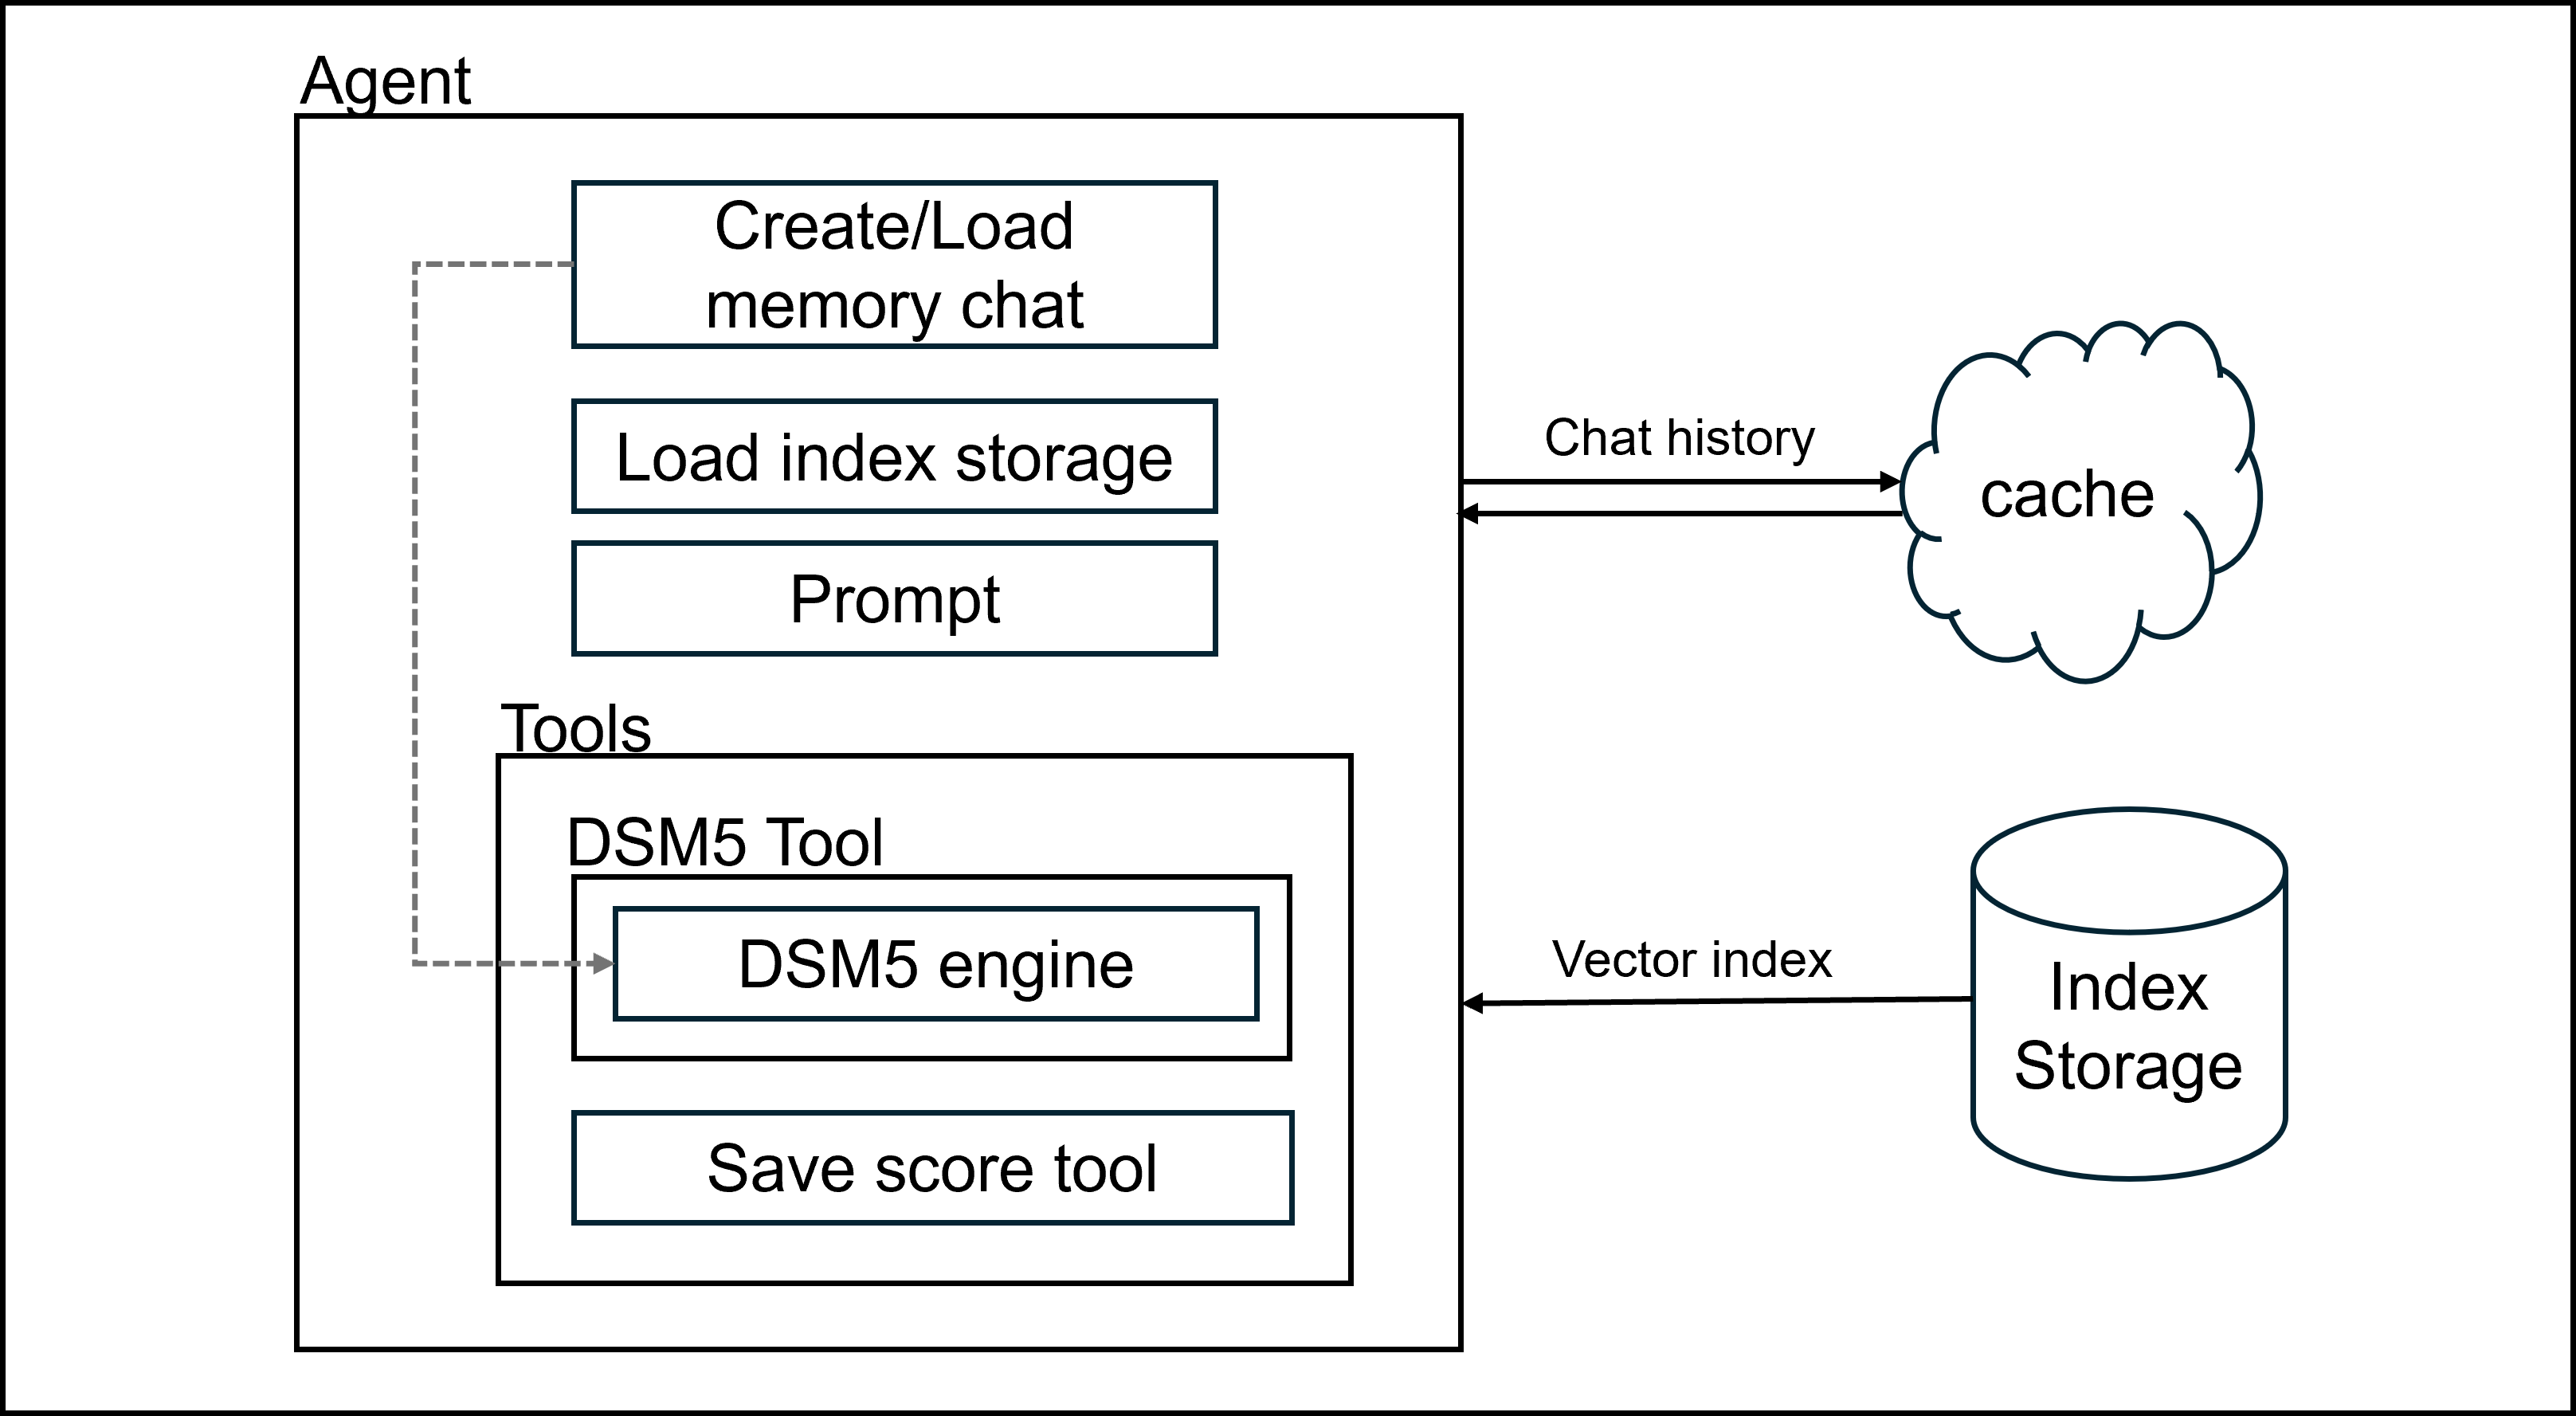 Agent
Create/Load
memory chat
Load index storage
Prompt
Tools
DSM5 Tool
DSM5 engine
Save score tool
Chat history
cache
Vector index
Index
Storage